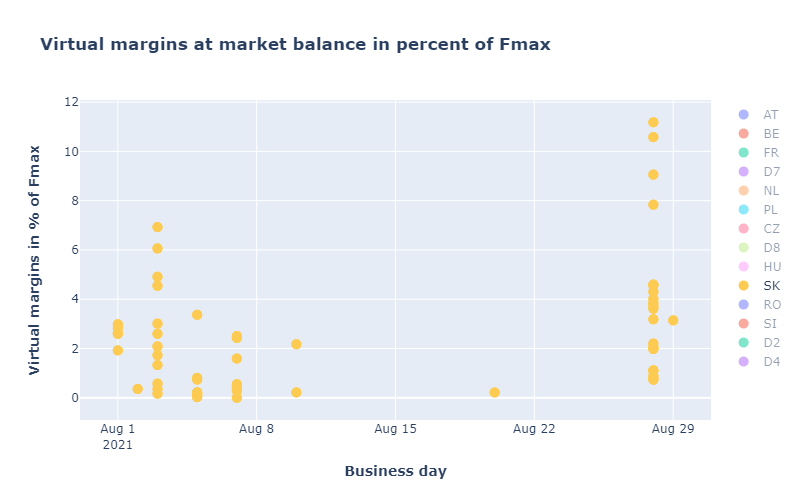 Virtual margins at market balance in percent of Fmax
Virtual margins in % of Fmax
12
10
8
6
4
2
0
Aug 1
2021
Aug 8
Aug 15
Aug 22
Aug 29
Business day
AT
BE
FR
D7
NL
PL
CZ
D8
HU
SK
RO
SI
D2
D4